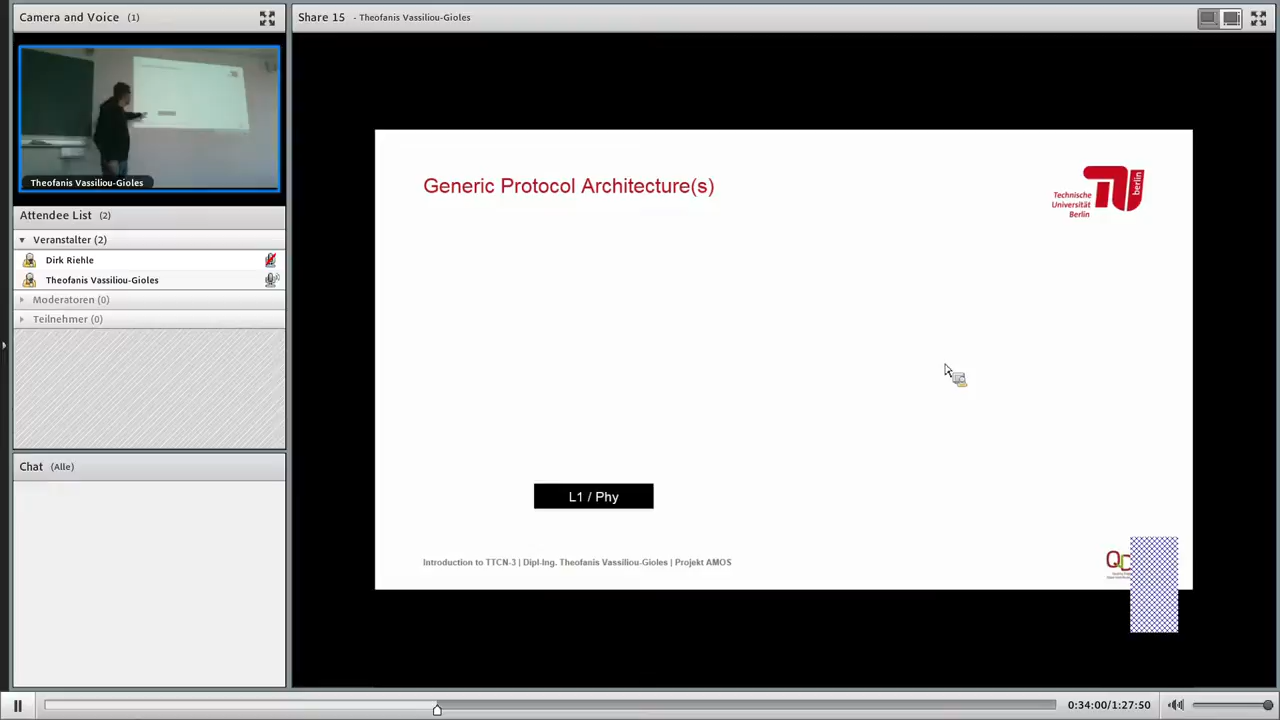 Camera and Voice (1)
Theofanis Vassiliou-Gioles
Attendee List (2)
Veranstalter (2)
Dirk Riehle
Theofanis Vassiliou-Gioles
Moderatoren (0)
Teilnehmer (0)
Chat (Alle)
Share 15 - Theofanis Vassiliou-Gioles
Generic Protocol Architecture(s)
Technische
Universität
Berlin
berlin
L1 / Phy
Introduction to TTCN-3 | Dipl-Ing. Theofanis Vassiliou-Gioles | Projekt AMOS
0:34:00/1:27:50